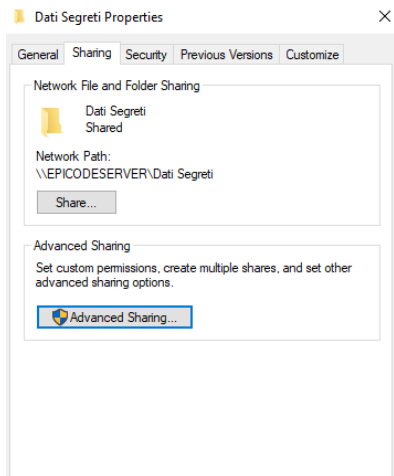 Dati Segreti Properties
General Sharing Security Previous Versions Customize
Network File and Folder Sharing
Dati Segreti
Shared
Network Path:
\\EPICODESERVER\Dati Segreti
Share...
Advanced Sharing
Set custom permissions, create multiple shares, and set other
advanced sharing options.
Advanced Sharing...